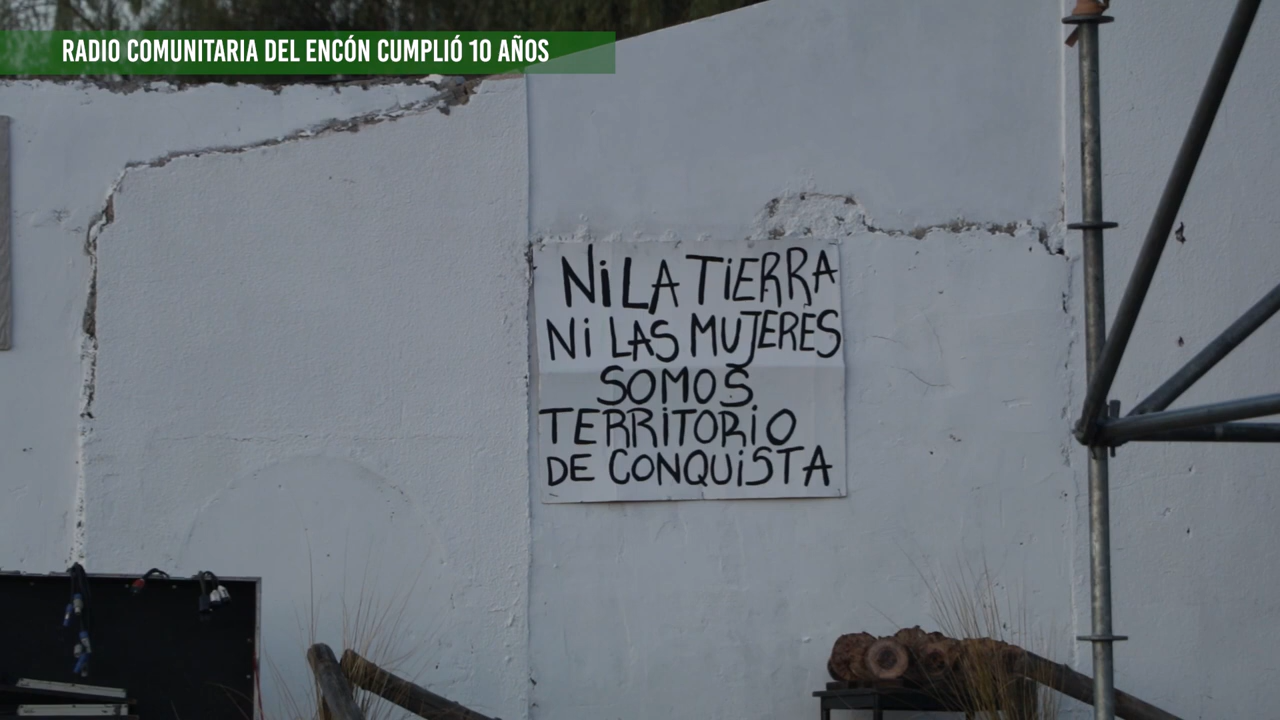 RADIO COMUNITARIA DEL ENCÓN CUMPLIÓ 10 AÑOS
Ni LA TiERRA
Ni LAS MUJERES
SOMOS
TERRiTORiO
DE CONQUiSTA